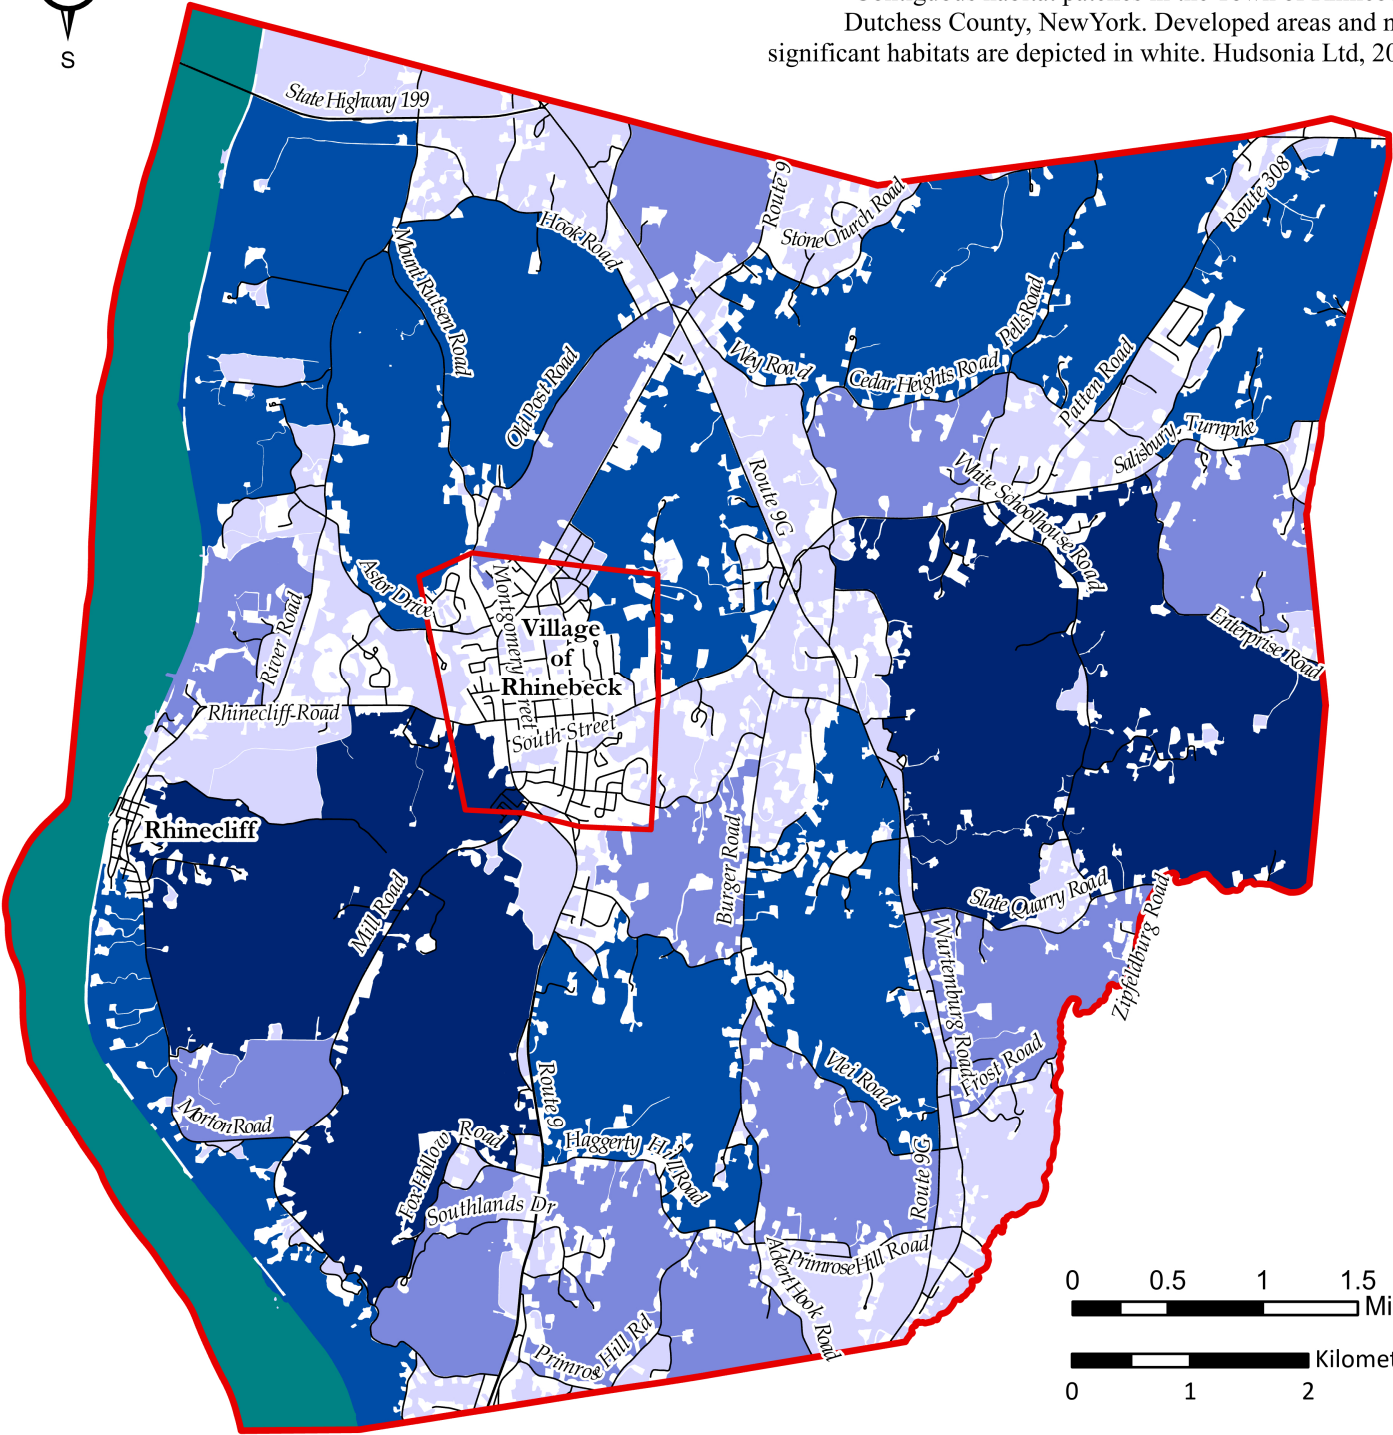 S
Dutchess County, NewYork. Developed areas and
significant habitats are depicted in white. Hudsonia Ltd,
State Highway 199
Route 9
Stone Church Road
Route 308
Hook Road
Mount Rutsen Road
Pells Road
Wey Road
Cedar Heights Road
Patten Road
Old Post Road
Salisbury Turnpike
White Schoolhouse Road
Route 9G
Astor Drive
Montgomery Street
Village
of
Rhinebeck
River Road
Enterprise Road
Rhinecliff Road
South Street
Rhinecliff
Burger Road
Mill Road
Slate Quarry Road
Zipfeldburg Road
Wurtemburg Road
Frost Road
Vlei Road
Route 9
Morton Road
Fox Hollow Road
Haggerty Hill Road
Route 9G
Southlands Dr
Primrose Hill Road
Ackert Hook Road
Primrose Hill Rd
0 0.5 1 1.5
Mi
Kilomet
0 1 2